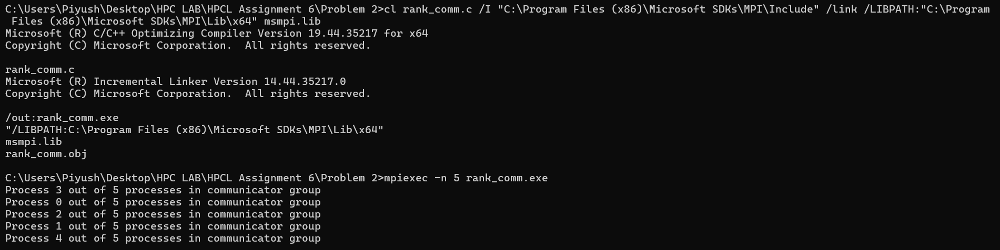 C:\Users\Piyush\Desktop\HPC LAB\HPCL Assignment 6\Problem 2>cl rank_comm.c /I "C:\Program Files (x86)\Microsoft SDKs\MPI\Include" /link /LIBPATH:"C:\Program
 Files (x86)\Microsoft SDKs\MPI\Lib\x64" msmpi.lib
Microsoft (R) C/C++ Optimizing Compiler Version 19.44.35217 for x64
Copyright (C) Microsoft Corporation.  All rights reserved.

rank_comm.c
Microsoft (R) Incremental Linker Version 14.44.35217.0
Copyright (C) Microsoft Corporation.  All rights reserved.

/out:rank_comm.exe
"/LIBPATH:C:\Program Files (x86)\Microsoft SDKs\MPI\Lib\x64"
msmpi.lib
rank_comm.obj

C:\Users\Piyush\Desktop\HPC LAB\HPCL Assignment 6\Problem 2>mpiexec -n 5 rank_comm.exe
Process 3 out of 5 processes in communicator group
Process 0 out of 5 processes in communicator group
Process 2 out of 5 processes in communicator group
Process 1 out of 5 processes in communicator group
Process 4 out of 5 processes in communicator group